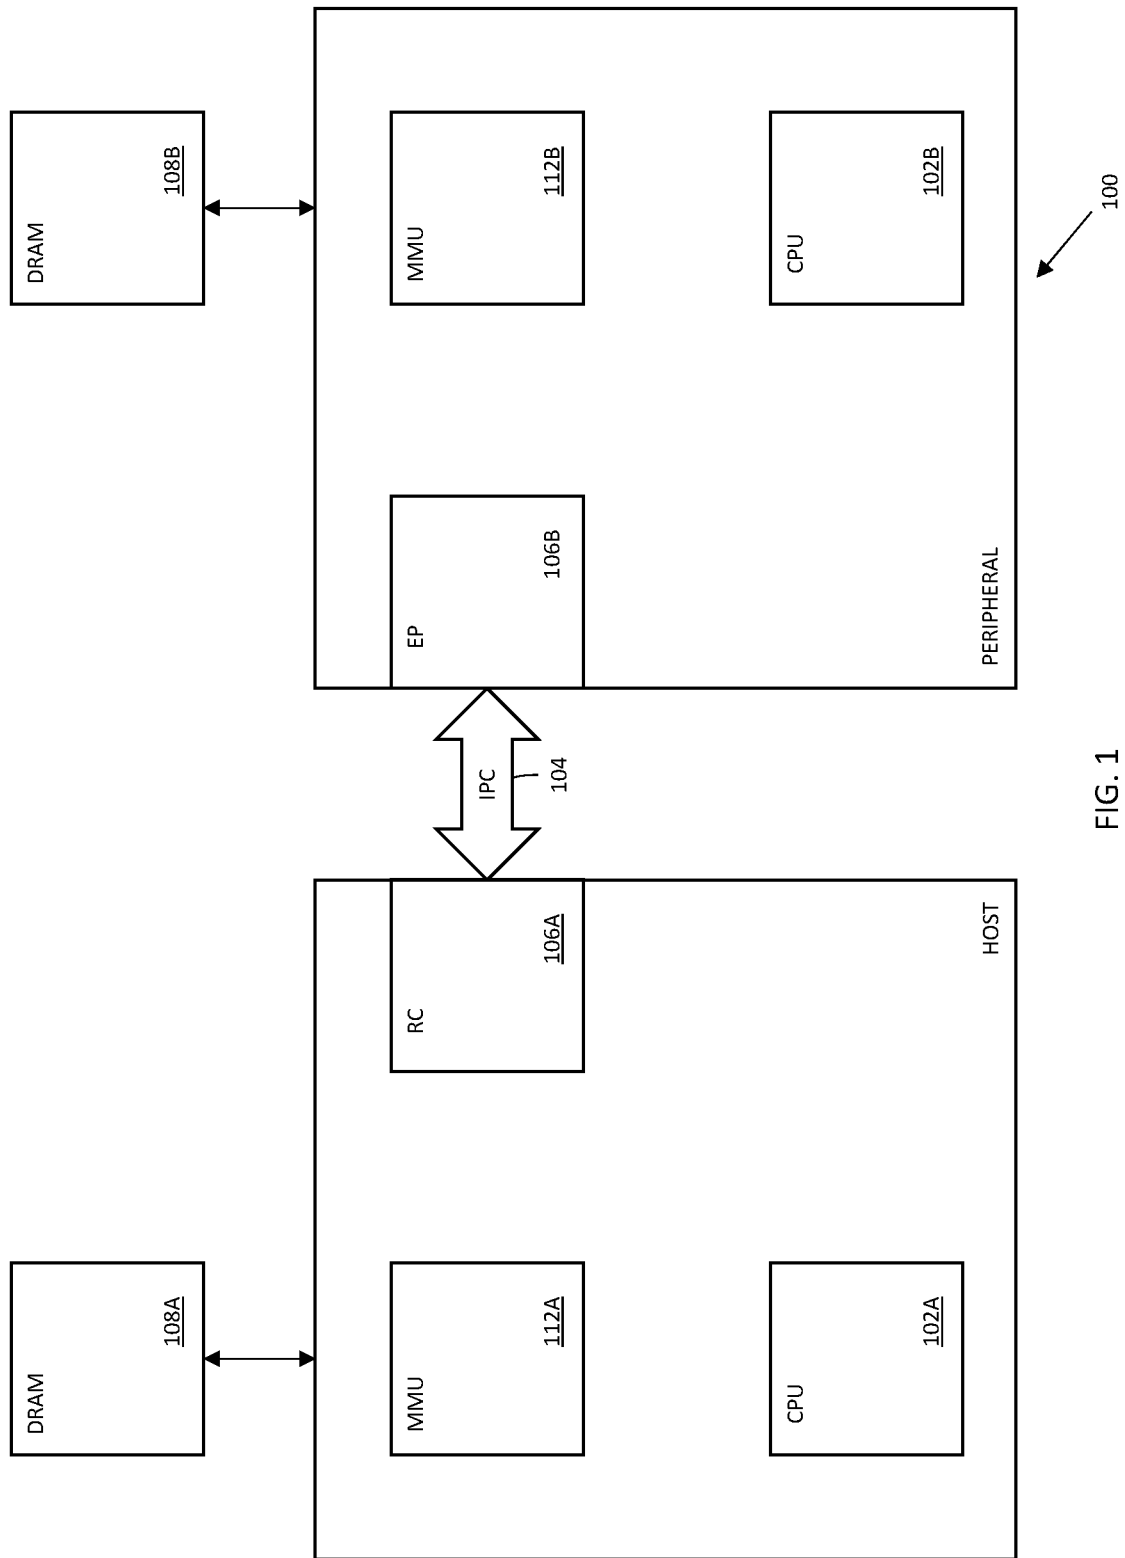 DRAM
108A
DRAM
108B
MMU
112A
RC
106A
IPC
104
EP
106B
MMU
112B
CPU
102A
CPU
102B
HOST
PERIPHERAL
100
FIG. 1